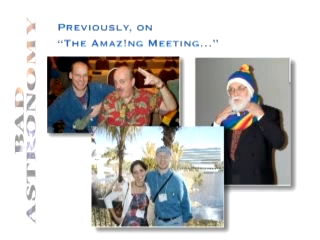 Previously, on
"The Amaz!ng Meeting..."
BAD
ASTRONOMY